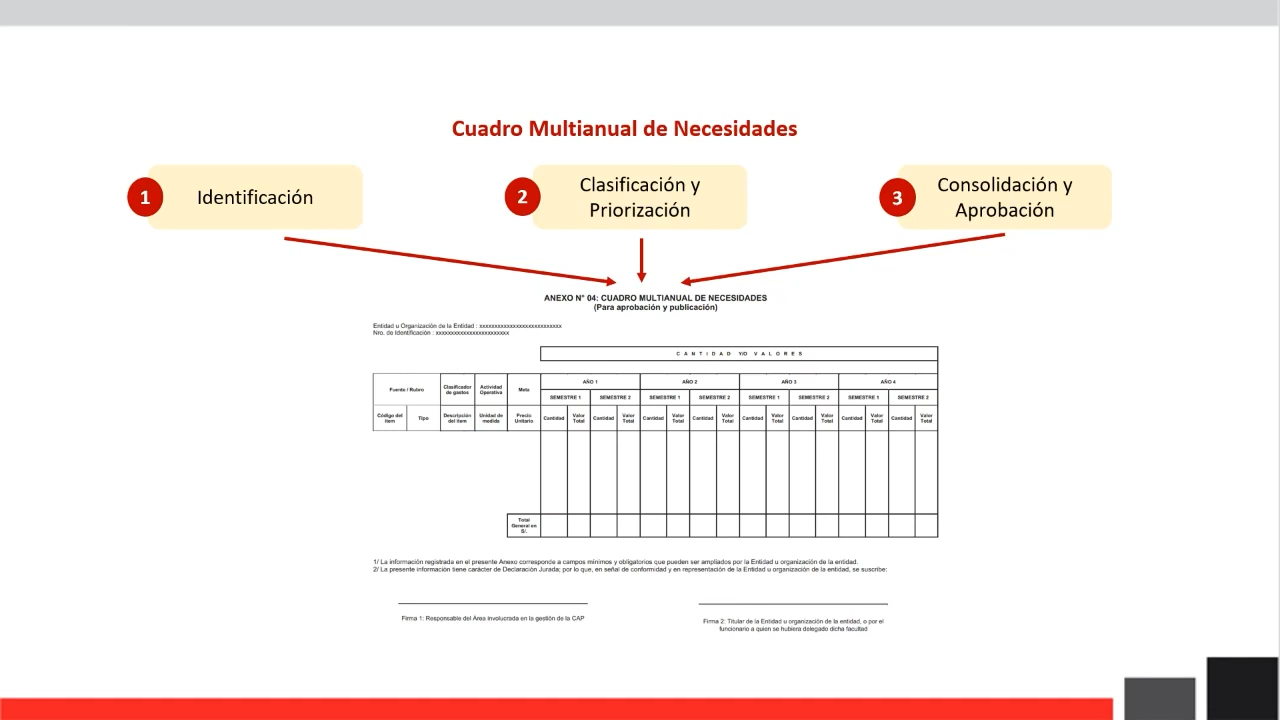 Cuadro Multianual de Necesidades
1
Identificación
2
Clasificación y
Priorización
3
Consolidación y
Aprobación
ANEXO N° 04: CUADRO MULTIANUAL DE NECESIDADES
(Para aprobación y publicación)
Entidad u Organización de la Entidad : xxxxxxxxxxxxxxxxxxxxxxxxxxx
Nro. de Identificación : xxxxxxxxxxxxxxxxxxxxxxxx
C A N T I D A D Y/O V A L O R E S
Fuente / Rubro
Clasificador
de gastos
Actividad
Operativa
Meta
AÑO 1
AÑO 2
AÑO 3
AÑO 4
SEMESTRE 1 SEMESTRE 2 SEMESTRE 1 SEMESTRE 2 SEMESTRE 1 SEMESTRE 2 SEMESTRE 1 SEMESTRE 2
Código del
ítem
Tipo
Descripción
del ítem
Unidad de
medida
Precio
Unitario
Cantidad
Valor
Total
Cantidad
Valor
Total
Cantidad
Valor
Total
Cantidad
Valor
Total
Cantidad
Valor
Total
Cantidad
Valor
Total
Cantidad
Valor
Total
Cantidad
Valor
Total
Total
General en
S/.
1/ La información registrada en el presente Anexo corresponde a campos mínimos y obligatorios que pueden ser ampliados por la Entidad u organización de la entidad.
2/ La presente información tiene carácter de Declaración Jurada; por lo que, en señal de conformidad y en representación de la Entidad u organización de la entidad, se suscribe:
Firma 1: Responsable del Área involucrada en la gestión de la CAP
Firma 2: Titular de la Entidad u organización de la entidad, o por el
funcionario a quien se hubiera delegado dicha facultad